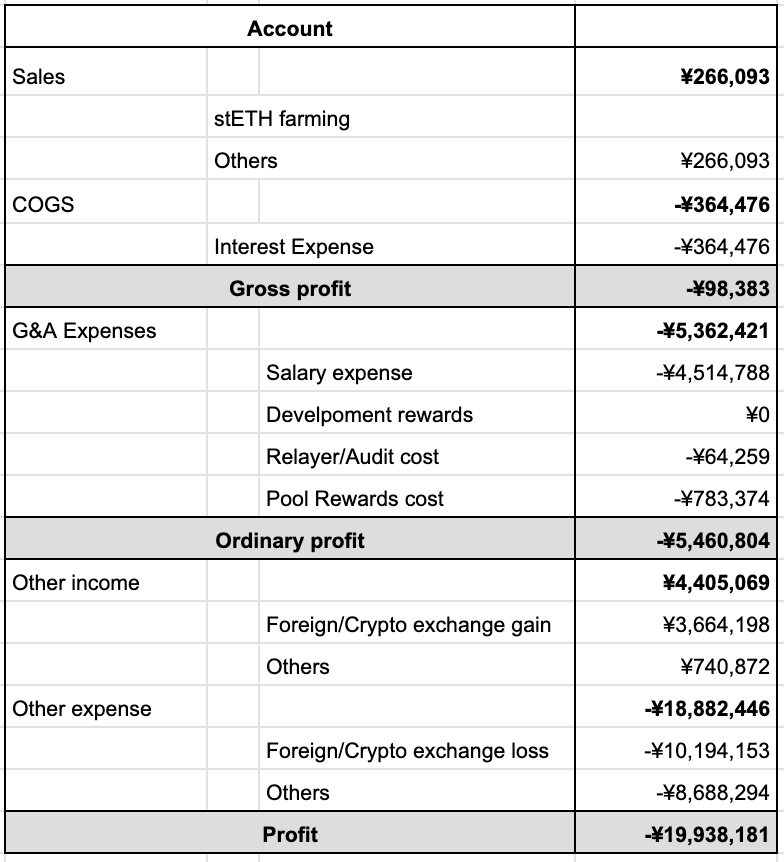 Account
Sales ¥266,093
stETH farming
Others ¥266,093
COGS -¥364,476
Interest Expense -¥364,476
Gross profit -¥98,383
G&A Expenses -¥5,362,421
Salary expense -¥4,514,788
Develpoment rewards ¥0
Relayer/Audit cost -¥64,259
Pool Rewards cost -¥783,374
Ordinary profit -¥5,460,804
Other income ¥4,405,069
Foreign/Crypto exchange gain ¥3,664,198
Others ¥740,872
Other expense -¥18,882,446
Foreign/Crypto exchange loss -¥10,194,153
Others -¥8,688,294
Profit -¥19,938,181